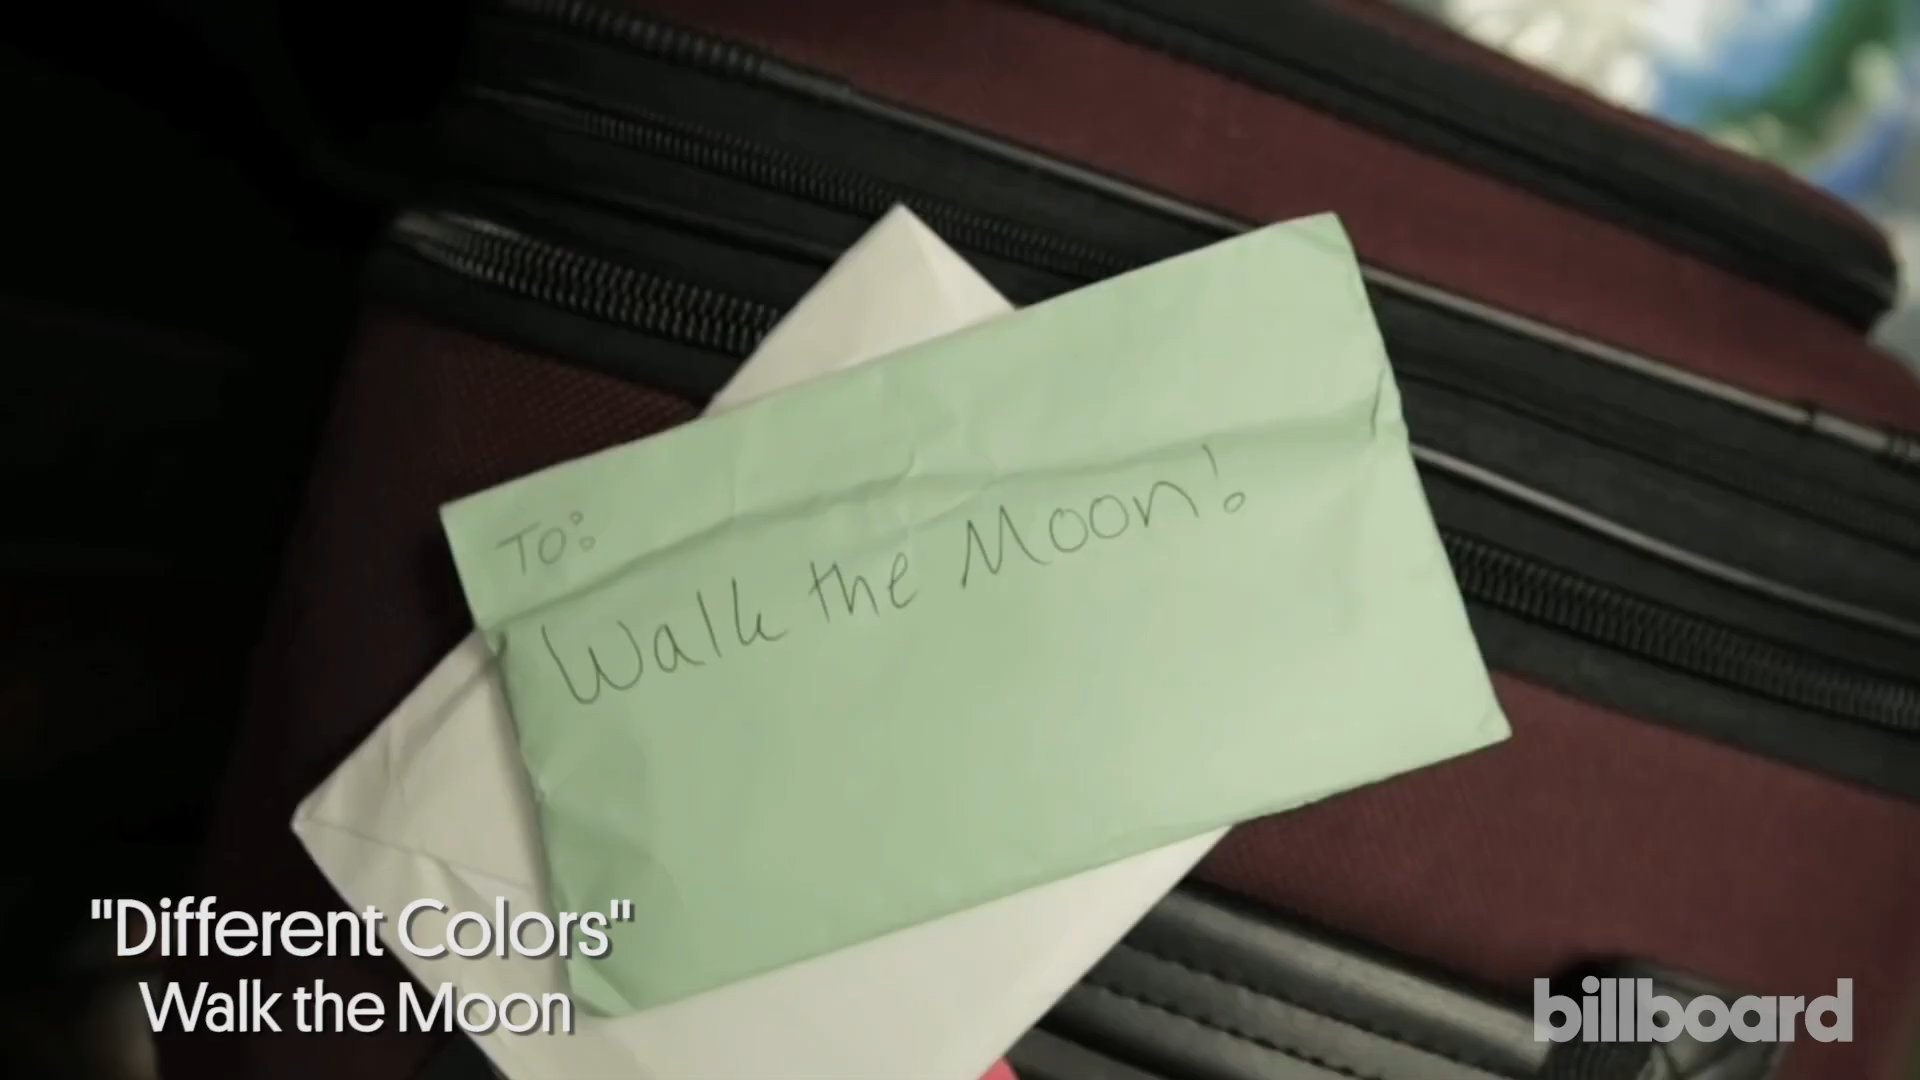 To:
Walk the Moon!
"Different Colors"
Walk the Moon
billboard